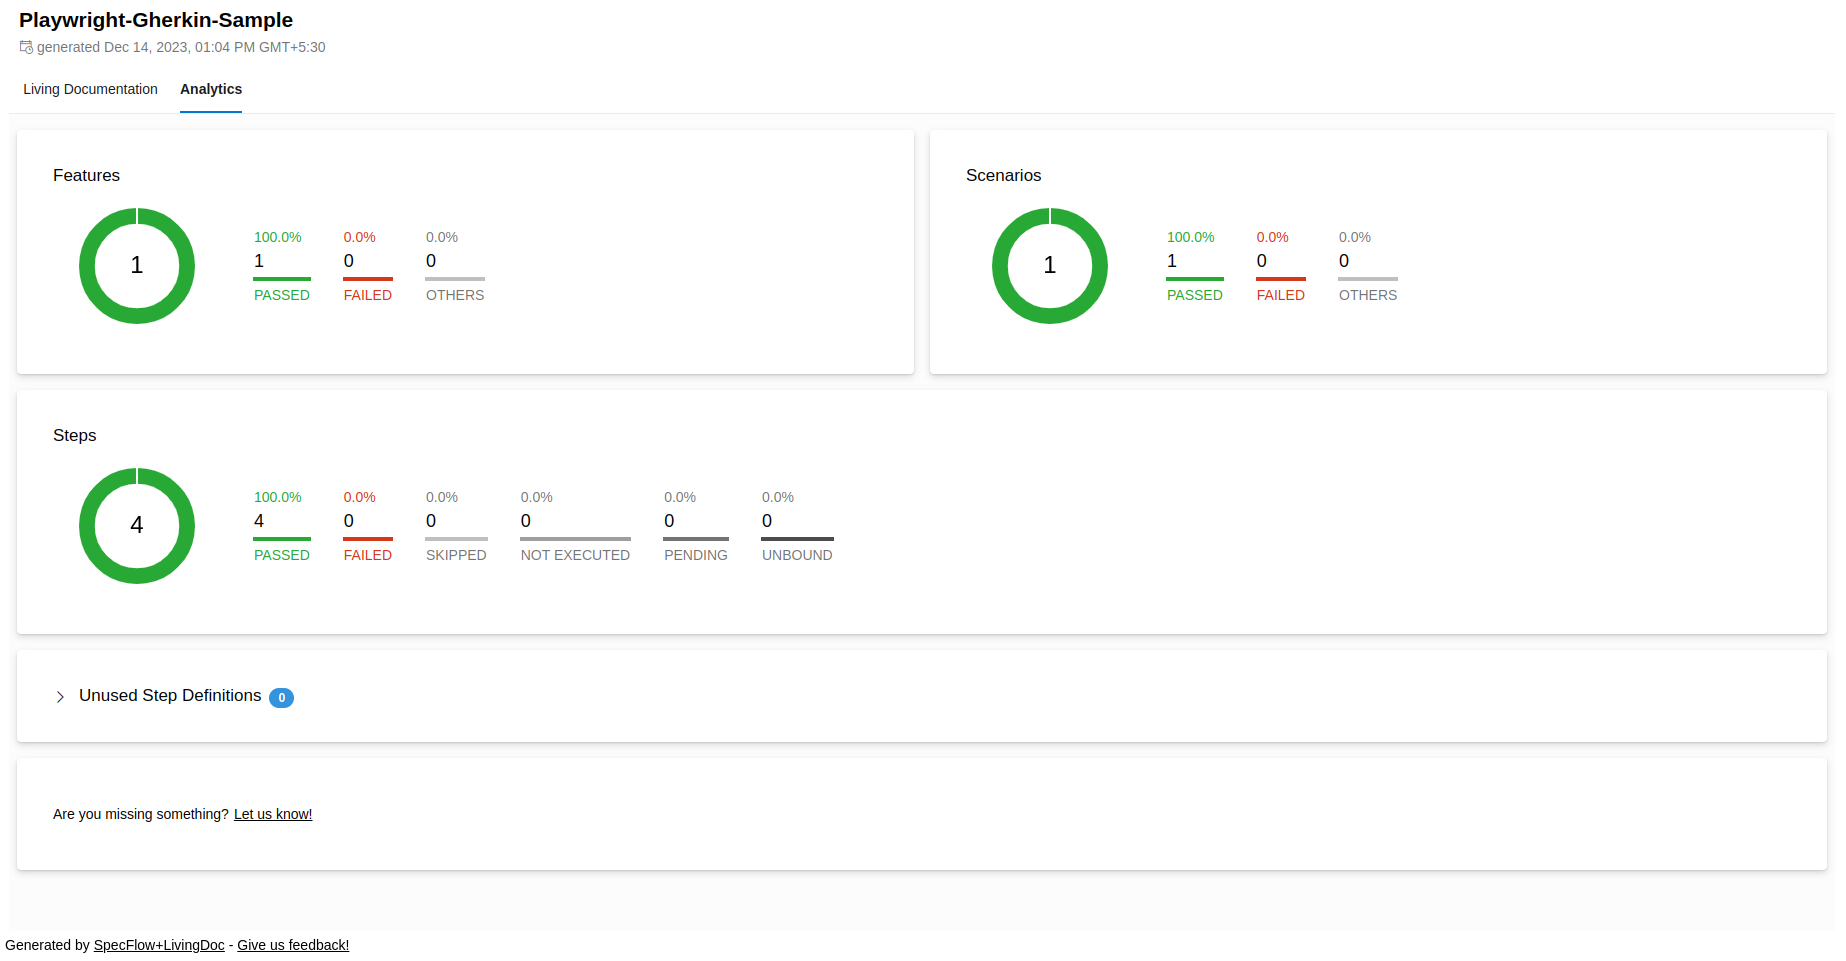 Playwright-Gherkin-Sample
generated Dec 14, 2023, 01:04 PM GMT+5:30
Living Documentation Analytics
Features
1
100.0% 0.0% 0.0%
1 0 0
PASSED FAILED OTHERS
Scenarios
1
100.0% 0.0% 0.0%
1 0 0
PASSED FAILED OTHERS
Steps
4
100.0% 0.0% 0.0% 0.0% 0.0% 0.0%
4 0 0 0 0 0
PASSED FAILED SKIPPED NOT EXECUTED PENDING UNBOUND
Unused Step Definitions 0
Are you missing something? Let us know!
Generated by SpecFlow+LivingDoc - Give us feedback!